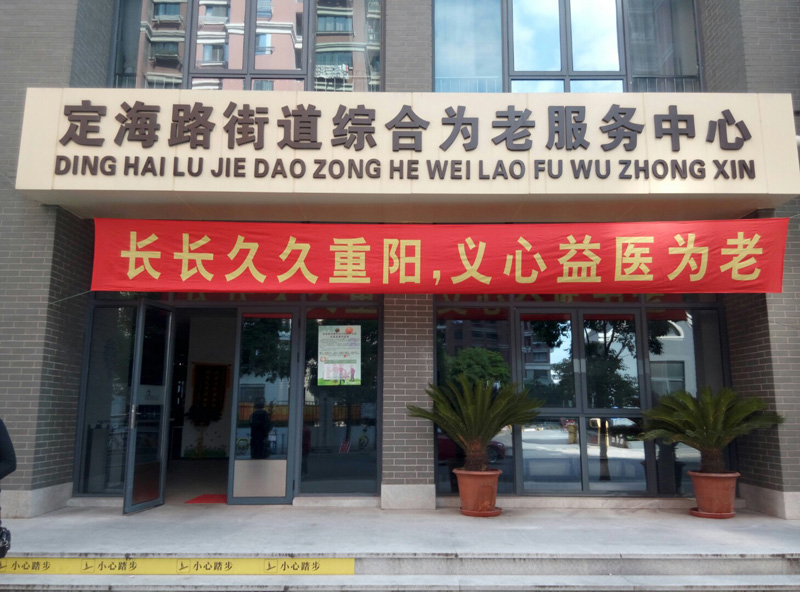 定海路街道综合为老服务中心
DING HAI LU JIE DAO ZONG HE WEI LAO FU WU ZHONG XIN
长长久久重阳,义心益医为老
小心踏步 小心踏步 小心踏步 小心踏步